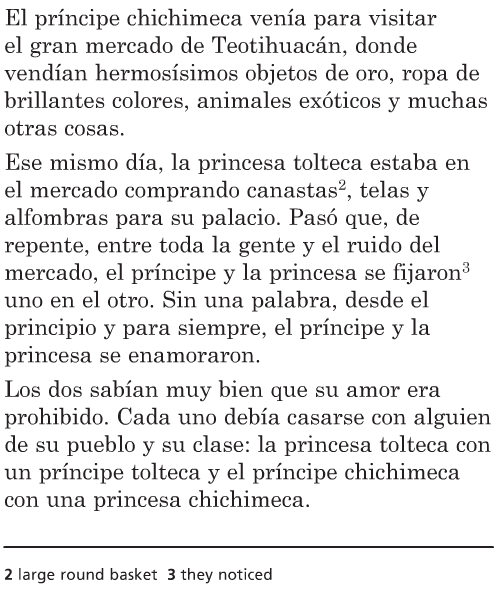 El príncipe chichimeca venía para visitar
el gran mercado de Teotihuacán, donde
vendían hermosísimos objetos de oro, ropa de
brillantes colores, animales exóticos y muchas
otras cosas.
Ese mismo día, la princesa tolteca estaba en
el mercado comprando canastas², telas y
alfombras para su palacio. Pasó que, de
repente, entre toda la gente y el ruido del
mercado, el príncipe y la princesa se fijaron³
uno en el otro. Sin una palabra, desde el
principio y para siempre, el príncipe y la
princesa se enamoraron.
Los dos sabían muy bien que su amor era
prohibido. Cada uno debía casarse con alguien
de su pueblo y su clase: la princesa tolteca con
un príncipe tolteca y el príncipe chichimeca
con una princesa chichimeca.
2 large round basket 3 they noticed